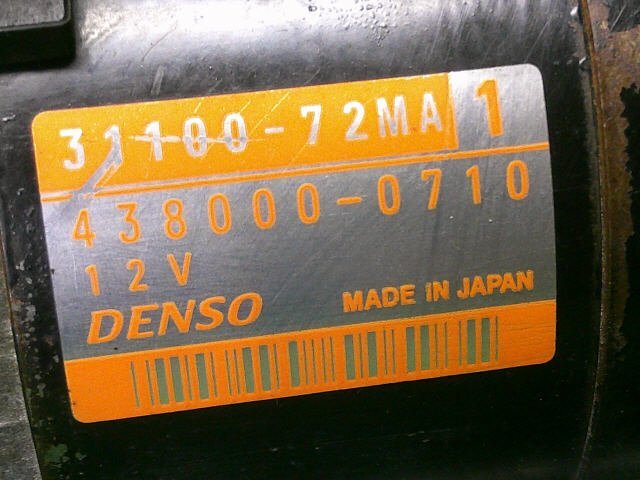 31100-72MA 1
438000-0710
12V
DENSO MADE IN JAPAN